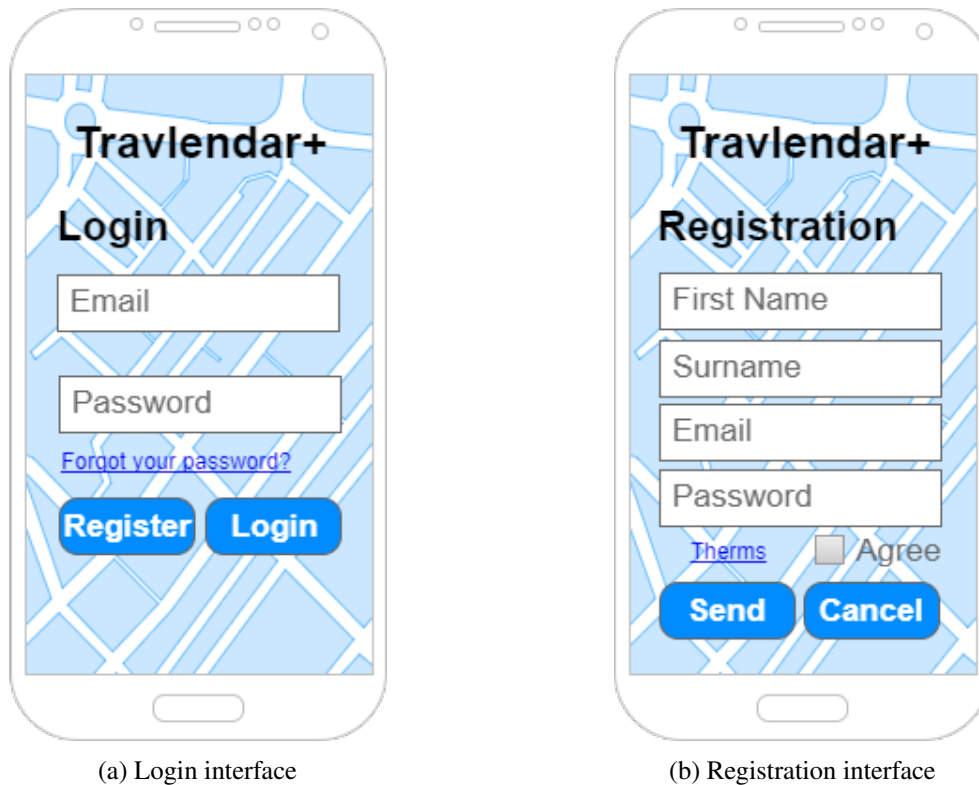 Travlendar+
Login
Email
Password
Forgot your password?
Register Login
(a) Login interface
Travlendar+
Registration
First Name
Surname
Email
Password
Therms Agree
Send Cancel
(b) Registration interface